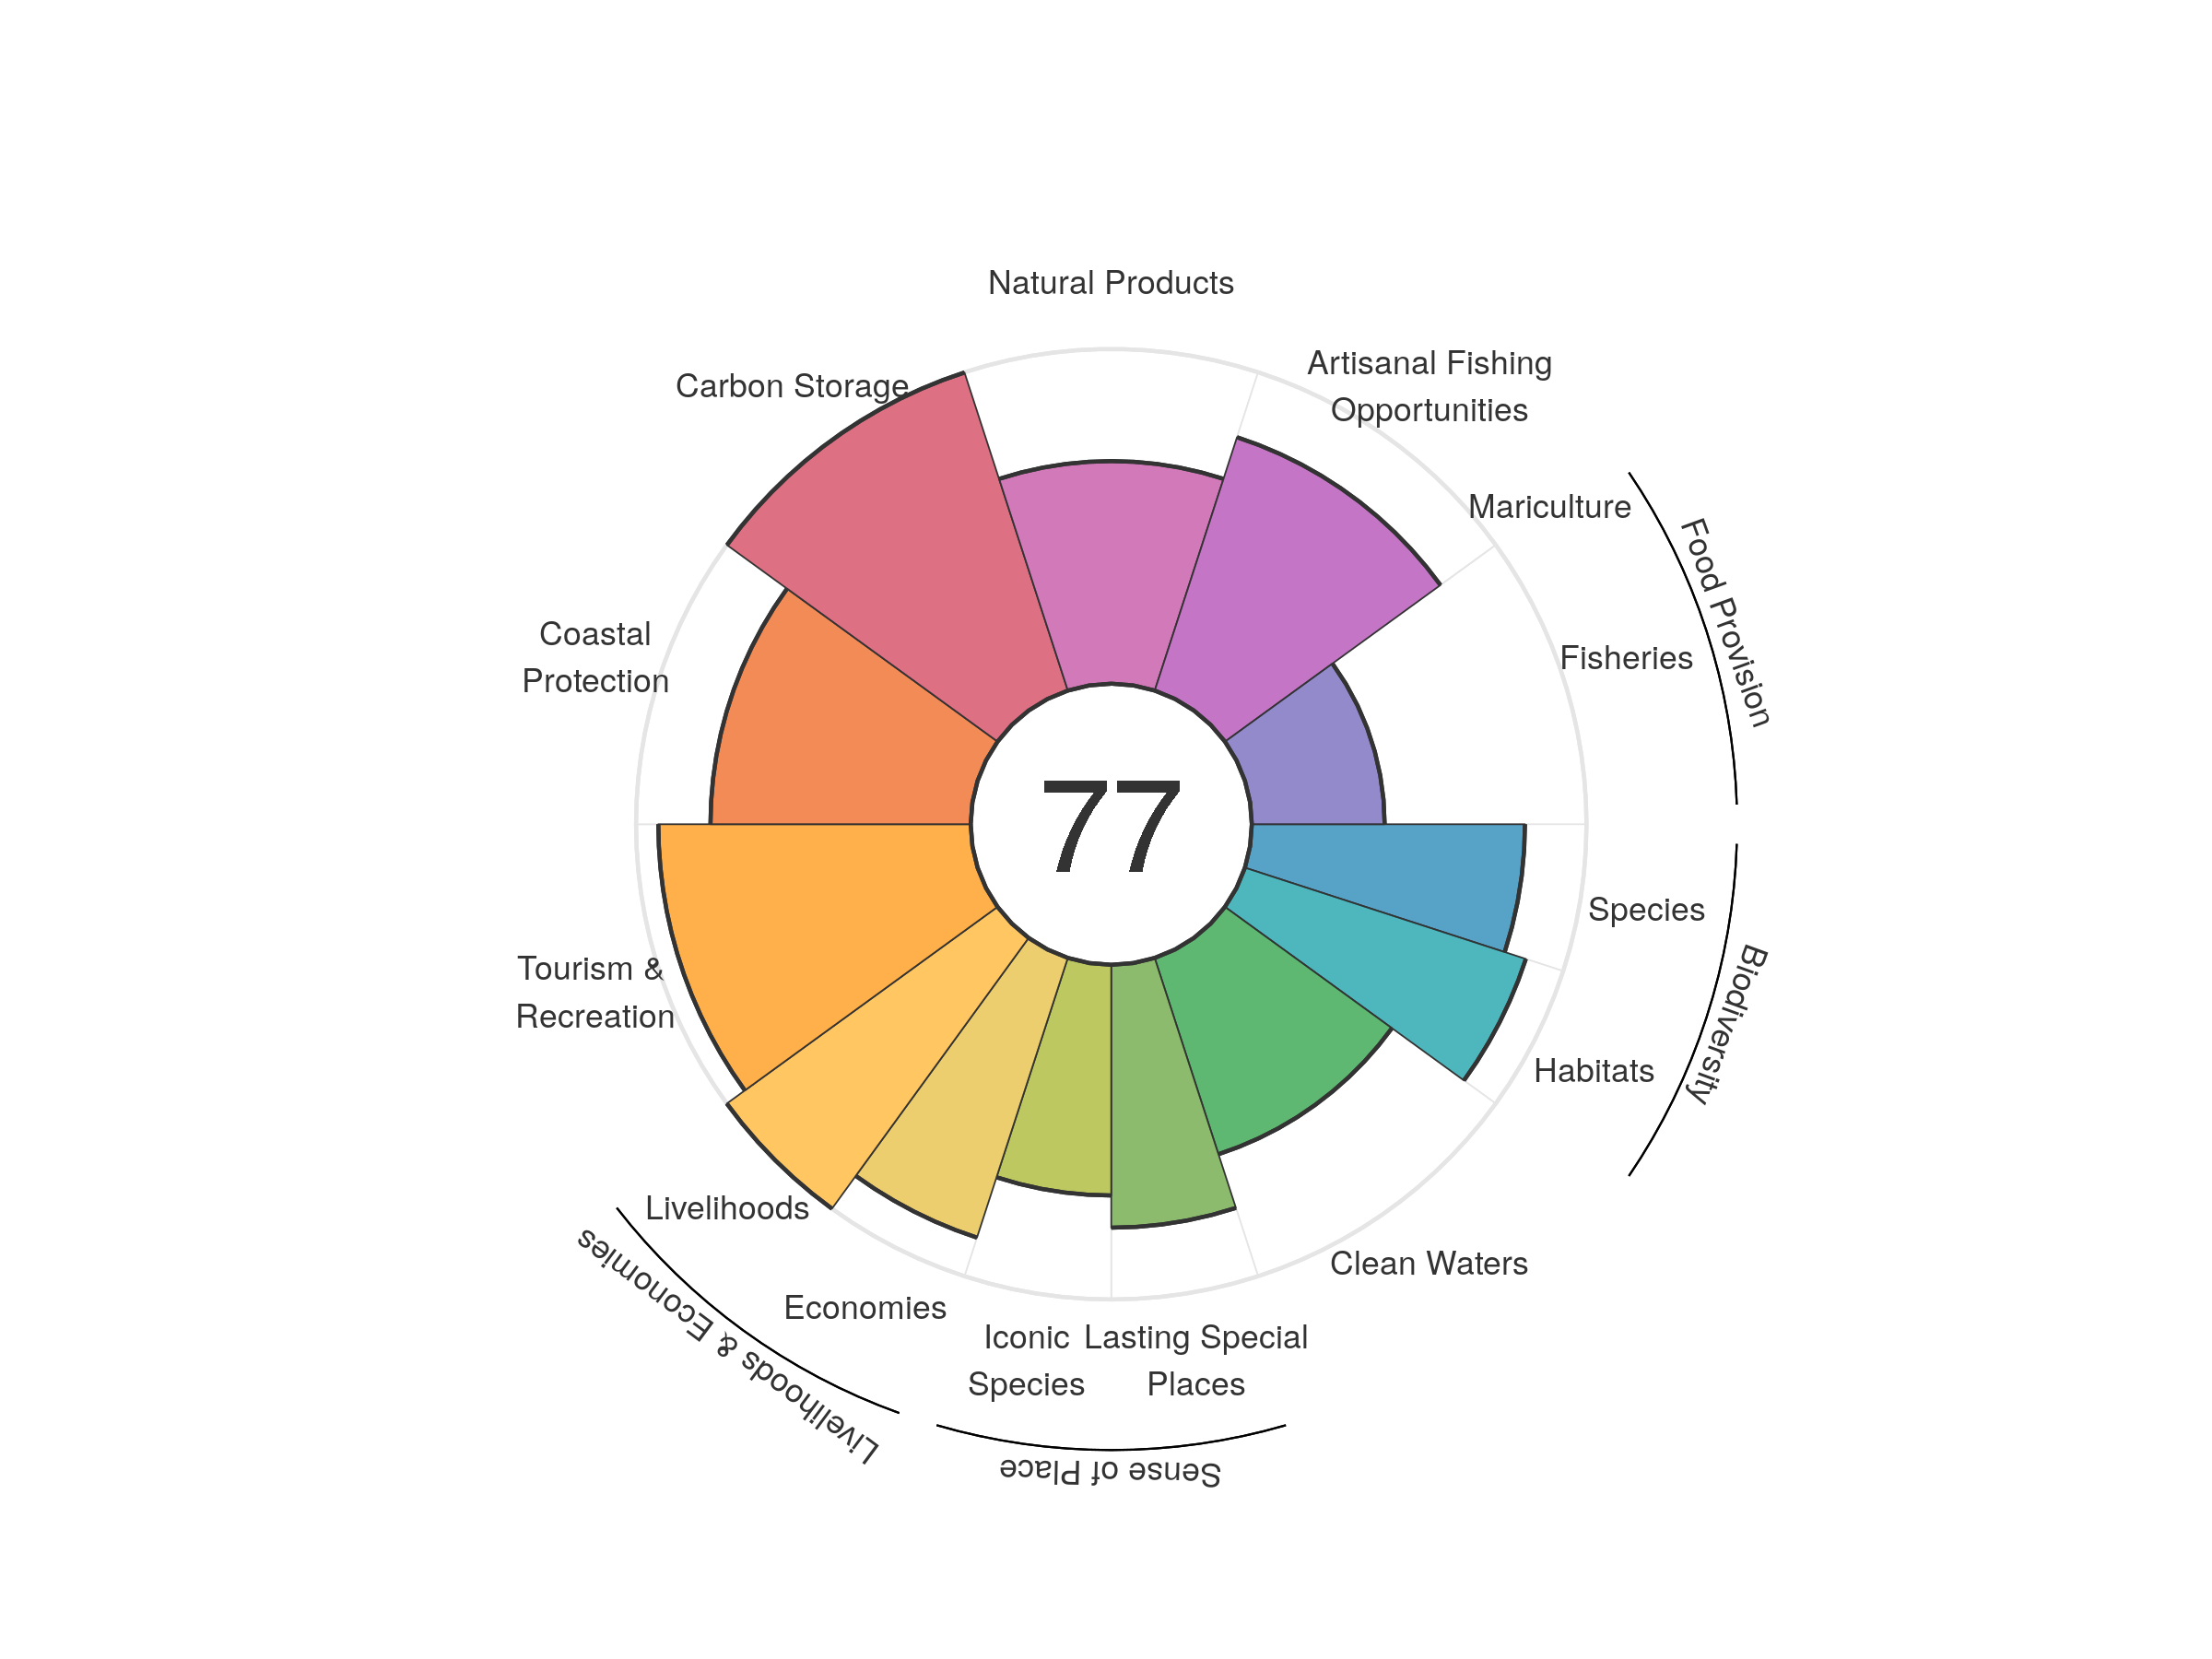 Natural Products
Artisanal Fishing
Opportunities
Carbon Storage
Mariculture
Food Provision
Fisheries
Coastal
Protection
77
Species
Biodiversity
Tourism &
Recreation
Habitats
Livelihoods
Livelihoods & Economies
Clean Waters
Economies
Iconic
Species
Lasting Special
Places
Sense of Place